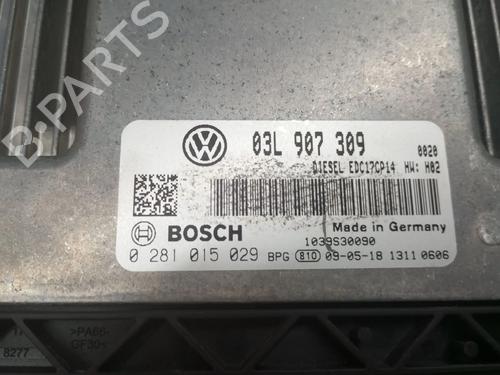 B-PARTS
03L 907 309
0020
DIESEL EDC17CP14 HW: H02
BOSCH
Made in Germany
1039S30090
0 281 015 029 BPG 810 09-05-18 1311 0606
>PA66-
GF30<
8277